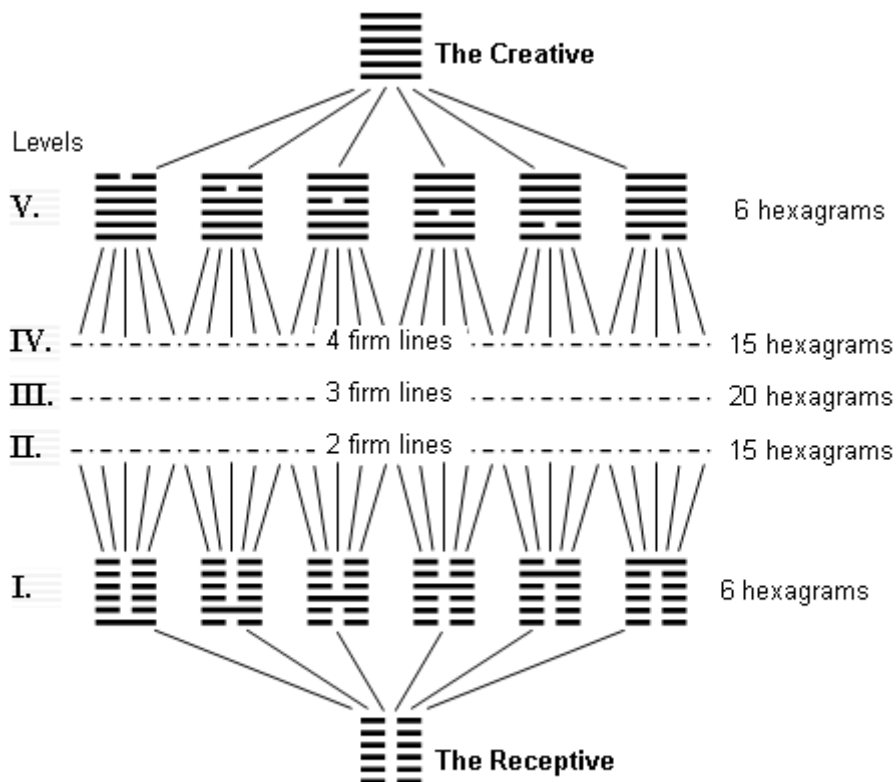 The Creative
Levels
V.
6 hexagrams
IV.
4 firm lines
15 hexagrams
III.
3 firm lines
20 hexagrams
II.
2 firm lines
15 hexagrams
I.
6 hexagrams
The Receptive